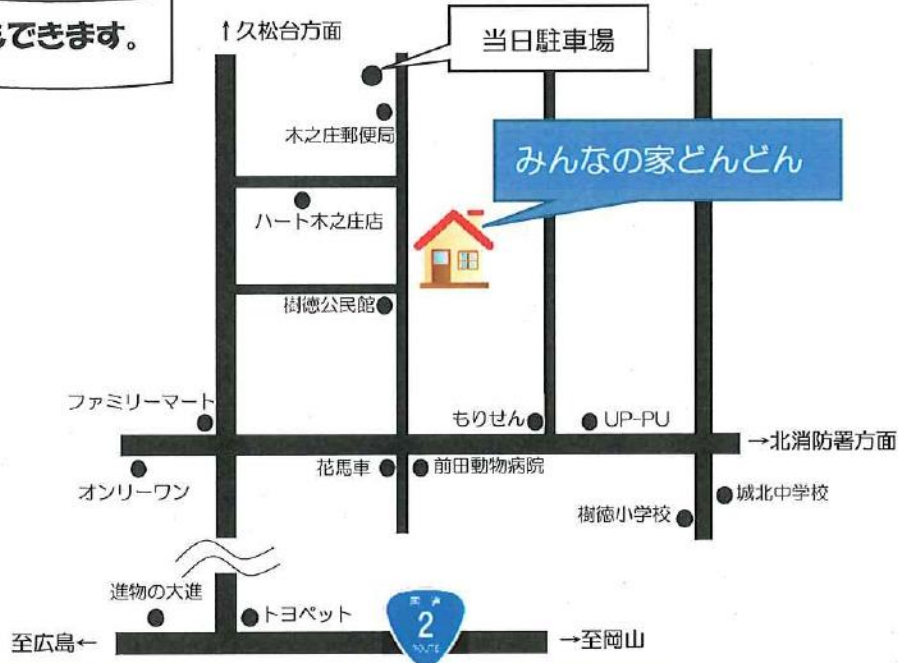 できます。
↑久松台方面
当日駐車場
木之庄郵便局
みんなの家どんどん
ハート木之庄店
樹徳公民館
ファミリーマート
もりせん
UP-PU
→北消防署方面
オンリーワン
花馬車
前田動物病院
城北中学校
樹徳小学校
進物の大進
トヨペット
国道
2
ROUTE
至広島←
→至岡山